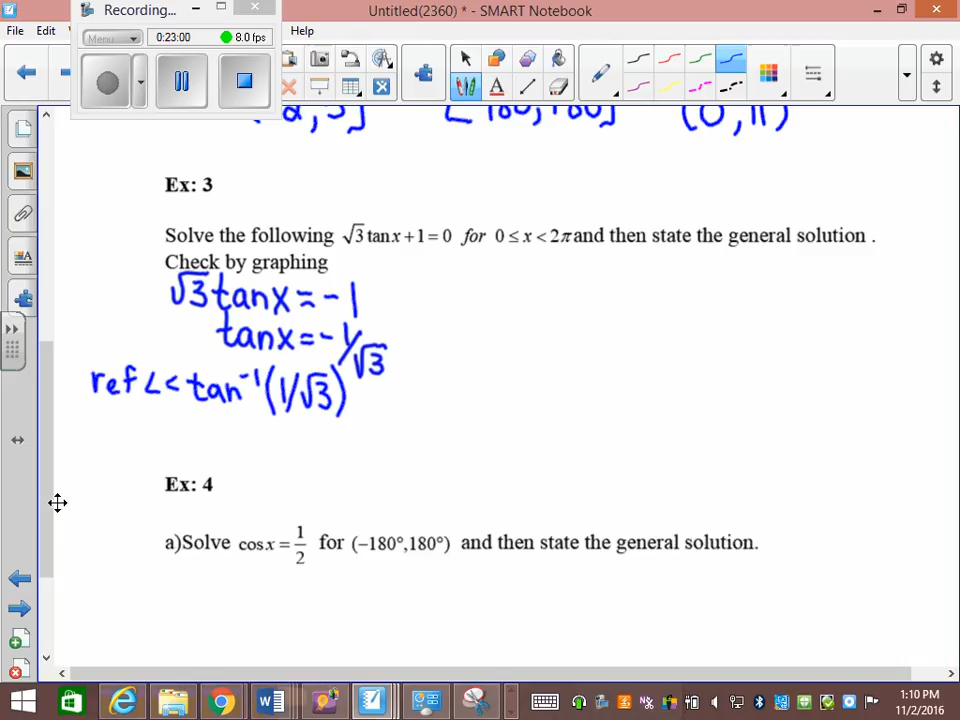 Recording...
Untitled(2360) * - SMART Notebook
File Edit Help
Menu 0:23:00 8.0 fps
[-180,180] (0,π)
Ex: 3
Solve the following √3 tan x + 1 = 0 for 0 ≤ x < 2π and then state the general solution .
Check by graphing
√3 tanx = -1
tanx = -1/√3
ref ∠ < tan⁻¹(1/√3)
Ex: 4
a)Solve cos x = 1/2 for (−180°,180°) and then state the general solution.
1:10 PM
11/2/2016